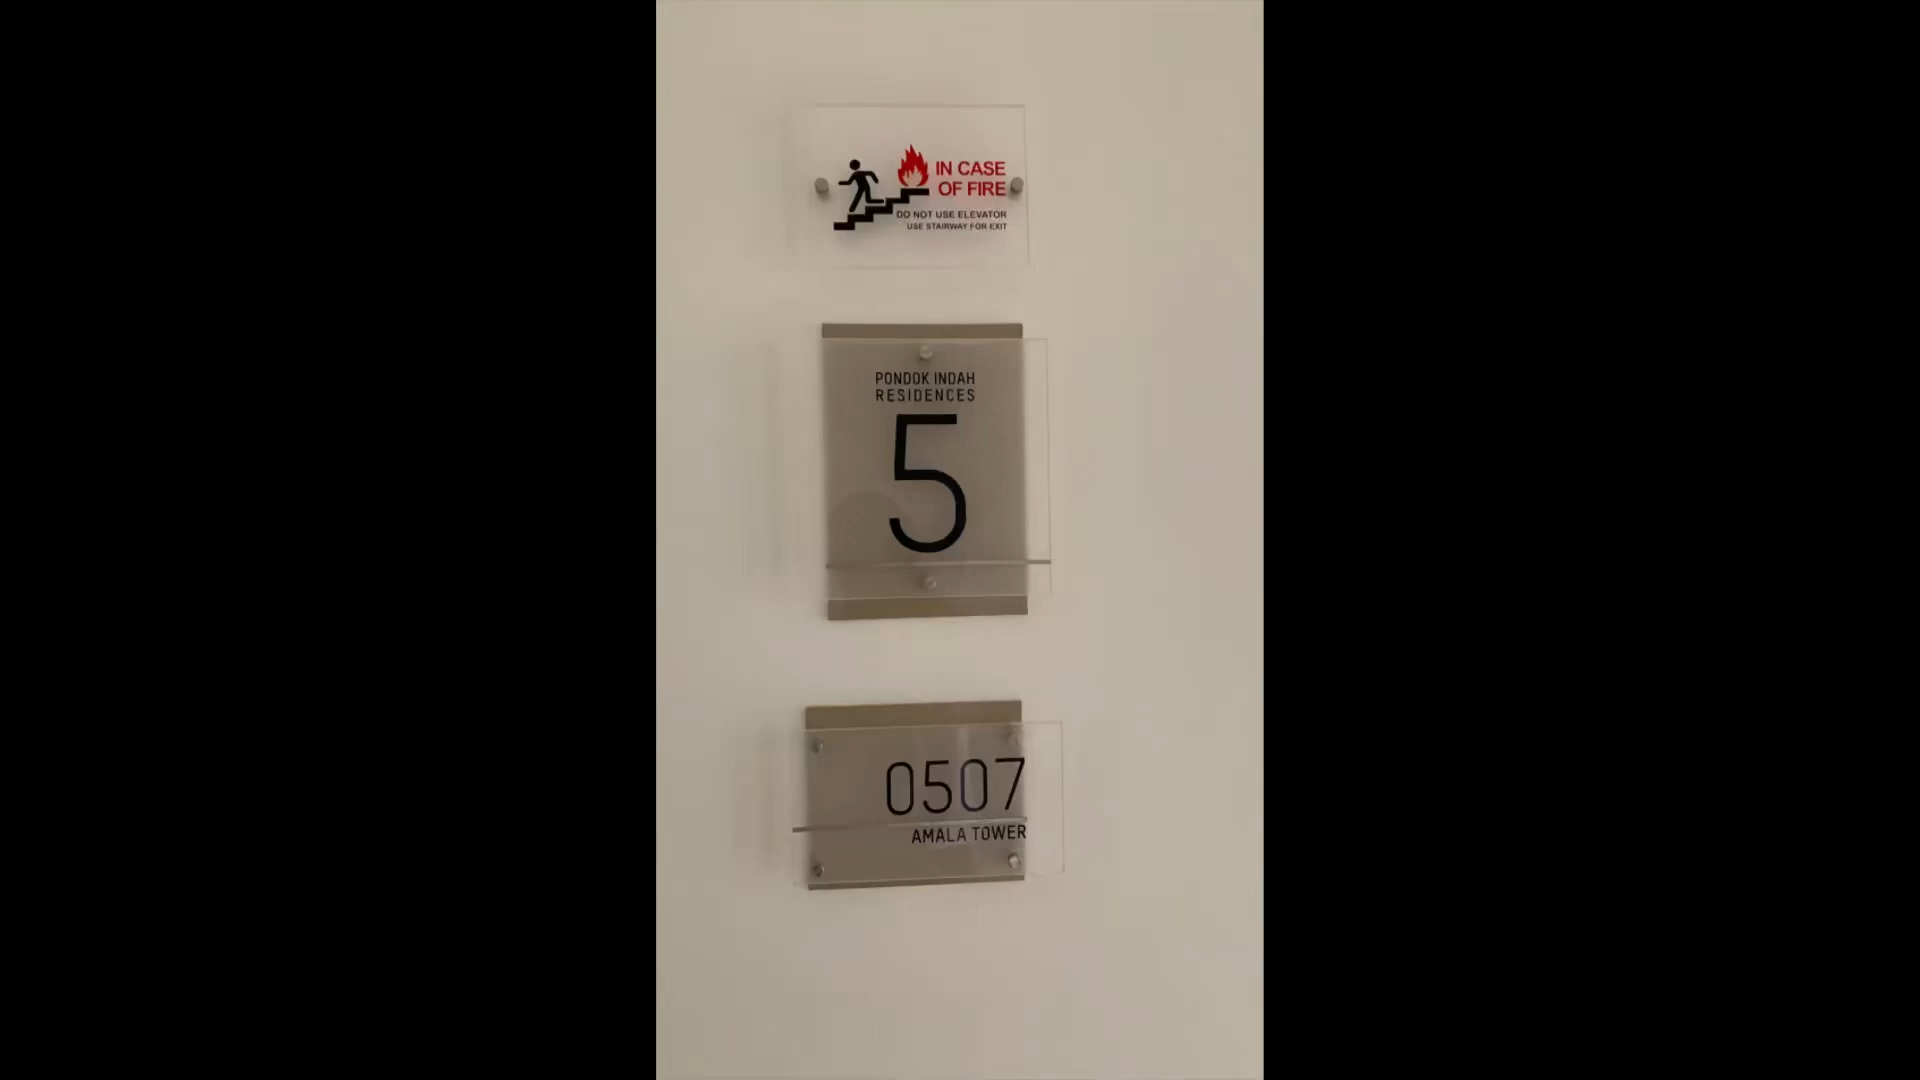 IN CASE
OF FIRE
DO NOT USE ELEVATOR
USE STAIRWAY FOR EXIT
PONDOK INDAH
RESIDENCES
5
0507
AMALA TOWER